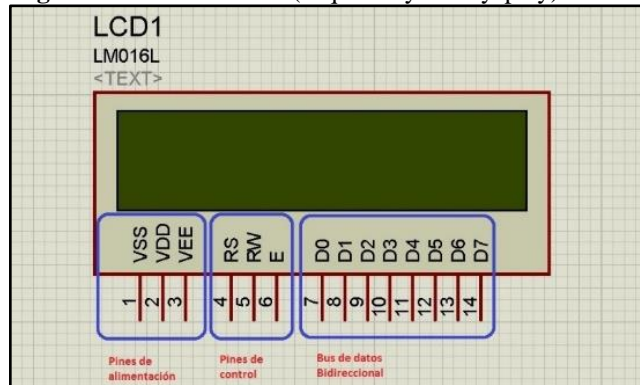 LCD1
LM016L
<TEXT>
VSS VDD VEE RS RW E D0 D1 D2 D3 D4 D5 D6 D7
1 2 3 4 5 6 7 8 9 10 11 12 13 14
Pines de alimentación
Pines de control
Bus de datos Bidireccional